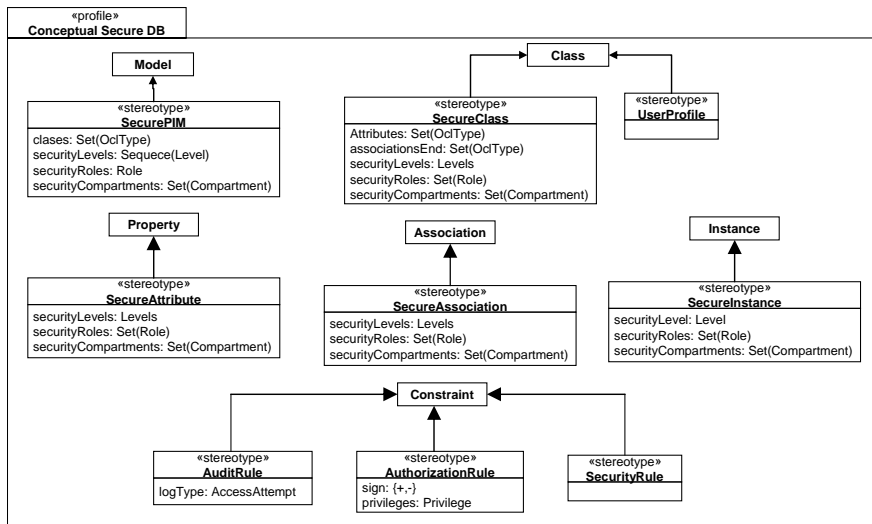 «profile»
Conceptual Secure DB
Model
Class
«stereotype»
SecurePIM
clases: Set(OclType)
securityLevels: Sequece(Level)
securityRoles: Role
securityCompartments: Set(Compartment)
«stereotype»
SecureClass
Attributes: Set(OclType)
associationsEnd: Set(OclType)
securityLevels: Levels
securityRoles: Set(Role)
securityCompartments: Set(Compartment)
«stereotype»
UserProfile
Property
Association
Instance
«stereotype»
SecureAttribute
securityLevels: Levels
securityRoles: Set(Role)
securityCompartments: Set(Compartment)
«stereotype»
SecureAssociation
securityLevels: Levels
securityRoles: Set(Role)
securityCompartments: Set(Compartment)
«stereotype»
SecureInstance
securityLevel: Level
securityRoles: Set(Role)
securityCompartments: Set(Compartment)
Constraint
«stereotype»
AuditRule
logType: AccessAttempt
«stereotype»
AuthorizationRule
sign: {+,-}
privileges: Privilege
«stereotype»
SecurityRule